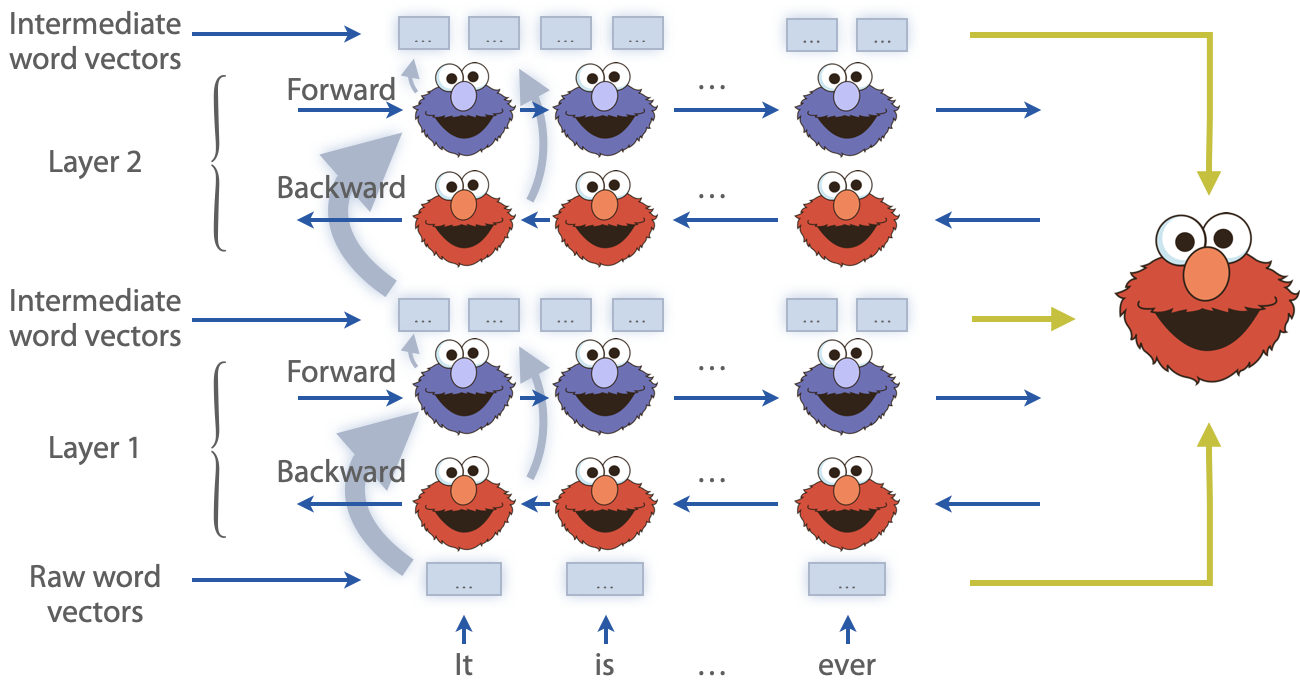 Intermediate
word vectors
... ... ... ... ... ...
Forward
...
Layer 2
Backward
...
Intermediate
word vectors
... ... ... ... ... ...
Forward
...
Layer 1
Backward
...
Raw word
vectors
... ... ...
It is ... ever